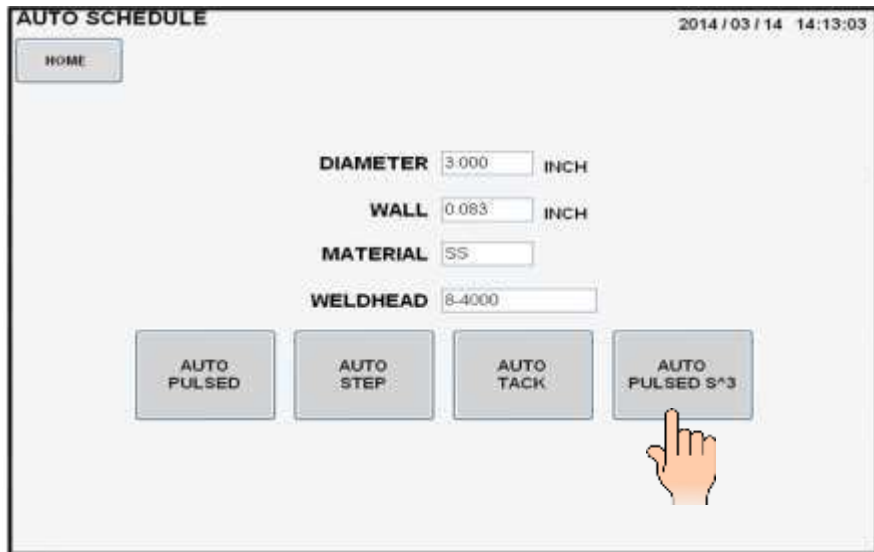 AUTO SCHEDULE
2014 / 03 / 14 14:13:03
HOME
DIAMETER 3.000 INCH
WALL 0.083 INCH
MATERIAL SS
WELDHEAD 8-4000
AUTO PULSED
AUTO STEP
AUTO TACK
AUTO PULSED S^3